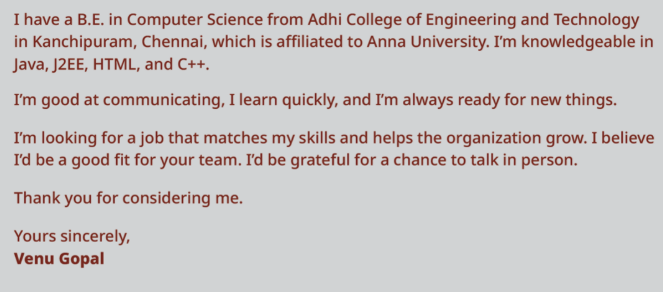 I have a B.E. in Computer Science from Adhi College of Engineering and Technology
in Kanchipuram, Chennai, which is affiliated to Anna University. I’m knowledgeable in
Java, J2EE, HTML, and C++.
I’m good at communicating, I learn quickly, and I’m always ready for new things.
I’m looking for a job that matches my skills and helps the organization grow. I believe
I’d be a good fit for your team. I’d be grateful for a chance to talk in person.
Thank you for considering me.
Yours sincerely,
Venu Gopal